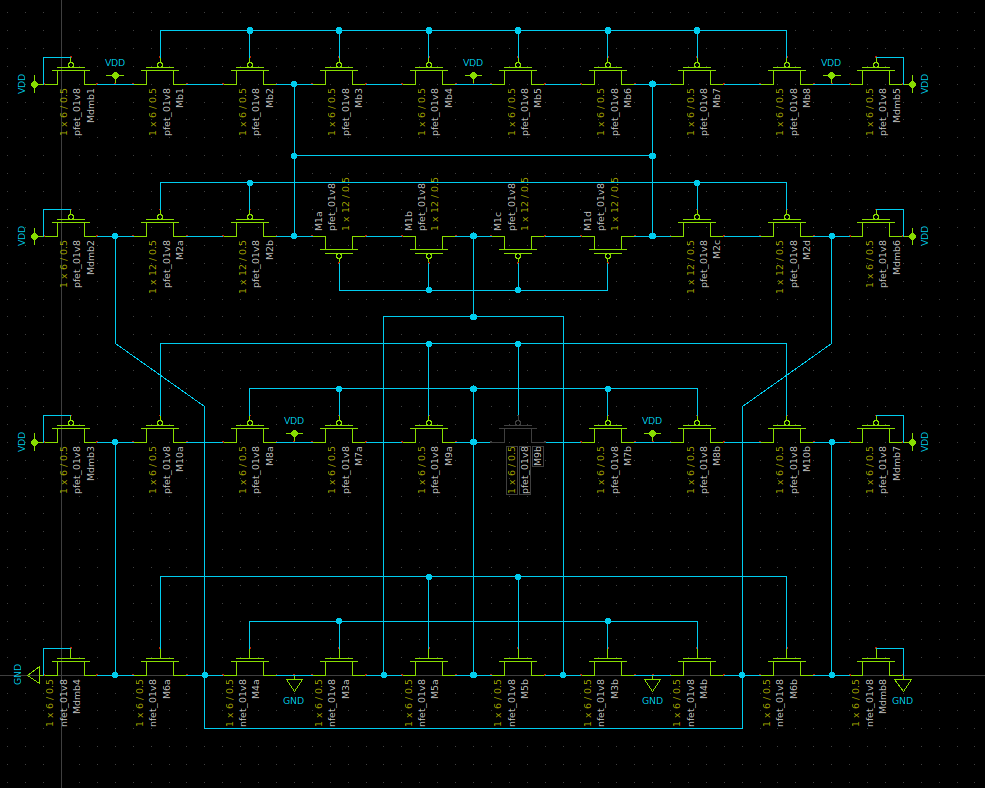 VDD
1 x 6 / 0.5
pfet_01v8
Mdmb1
VDD
1 x 6 / 0.5
pfet_01v8
Mb1
1 x 6 / 0.5
pfet_01v8
Mb2
1 x 6 / 0.5
pfet_01v8
Mb3
1 x 6 / 0.5
pfet_01v8
Mb4
VDD
1 x 6 / 0.5
pfet_01v8
Mb5
1 x 6 / 0.5
pfet_01v8
Mb6
1 x 6 / 0.5
pfet_01v8
Mb7
1 x 6 / 0.5
pfet_01v8
Mb8
VDD
1 x 6 / 0.5
pfet_01v8
Mdmb5
VDD
VDD
1 x 6 / 0.5
pfet_01v8
Mdmb2
1 x 12 / 0.5
pfet_01v8
M2a
1 x 12 / 0.5
pfet_01v8
M2b
M1a
pfet_01v8
1 x 12 / 0.5
M1b
pfet_01v8
1 x 12 / 0.5
M1c
pfet_01v8
1 x 12 / 0.5
M1d
pfet_01v8
1 x 12 / 0.5
1 x 12 / 0.5
pfet_01v8
M2c
1 x 12 / 0.5
pfet_01v8
M2d
1 x 6 / 0.5
pfet_01v8
Mdmb6
VDD
VDD
1 x 6 / 0.5
pfet_01v8
Mdmb3
1 x 6 / 0.5
pfet_01v8
M10a
1 x 6 / 0.5
pfet_01v8
M8a
VDD
1 x 6 / 0.5
pfet_01v8
M7a
1 x 6 / 0.5
pfet_01v8
M9a
1 x 6 / 0.5
pfet_01v8
M9b
1 x 6 / 0.5
pfet_01v8
M7b
VDD
1 x 6 / 0.5
pfet_01v8
M8b
1 x 6 / 0.5
pfet_01v8
M10b
1 x 6 / 0.5
pfet_01v8
Mdmb7
VDD
GND
1 x 6 / 0.5
nfet_01v8
Mdmb4
1 x 6 / 0.5
nfet_01v8
M6a
1 x 6 / 0.5
nfet_01v8
M4a
GND
1 x 6 / 0.5
nfet_01v8
M3a
1 x 6 / 0.5
nfet_01v8
M5a
1 x 6 / 0.5
nfet_01v8
M5b
1 x 6 / 0.5
nfet_01v8
M3b
GND
1 x 6 / 0.5
nfet_01v8
M4b
1 x 6 / 0.5
nfet_01v8
M6b
1 x 6 / 0.5
nfet_01v8
Mdmb8
GND